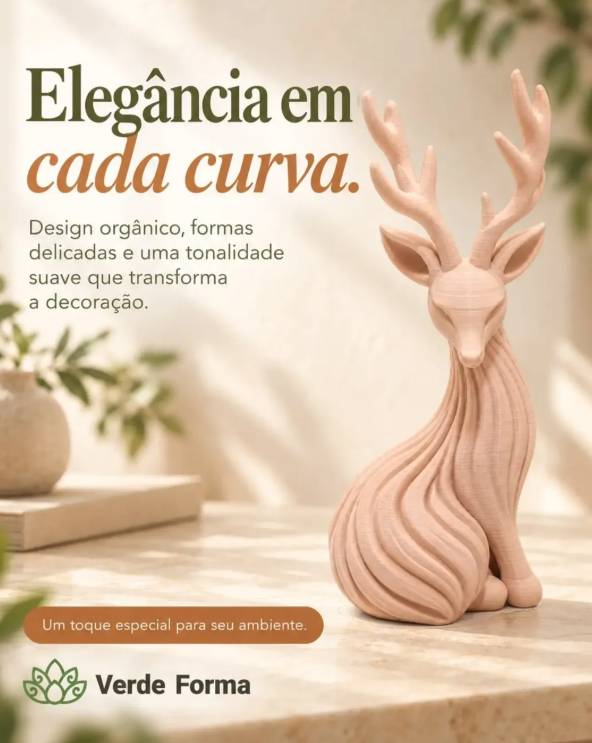 Elegância em
cada curva.
Design orgânico, formas
delicadas e uma tonalidade
suave que transforma
a decoração.
Um toque especial para seu ambiente.
Verde Forma